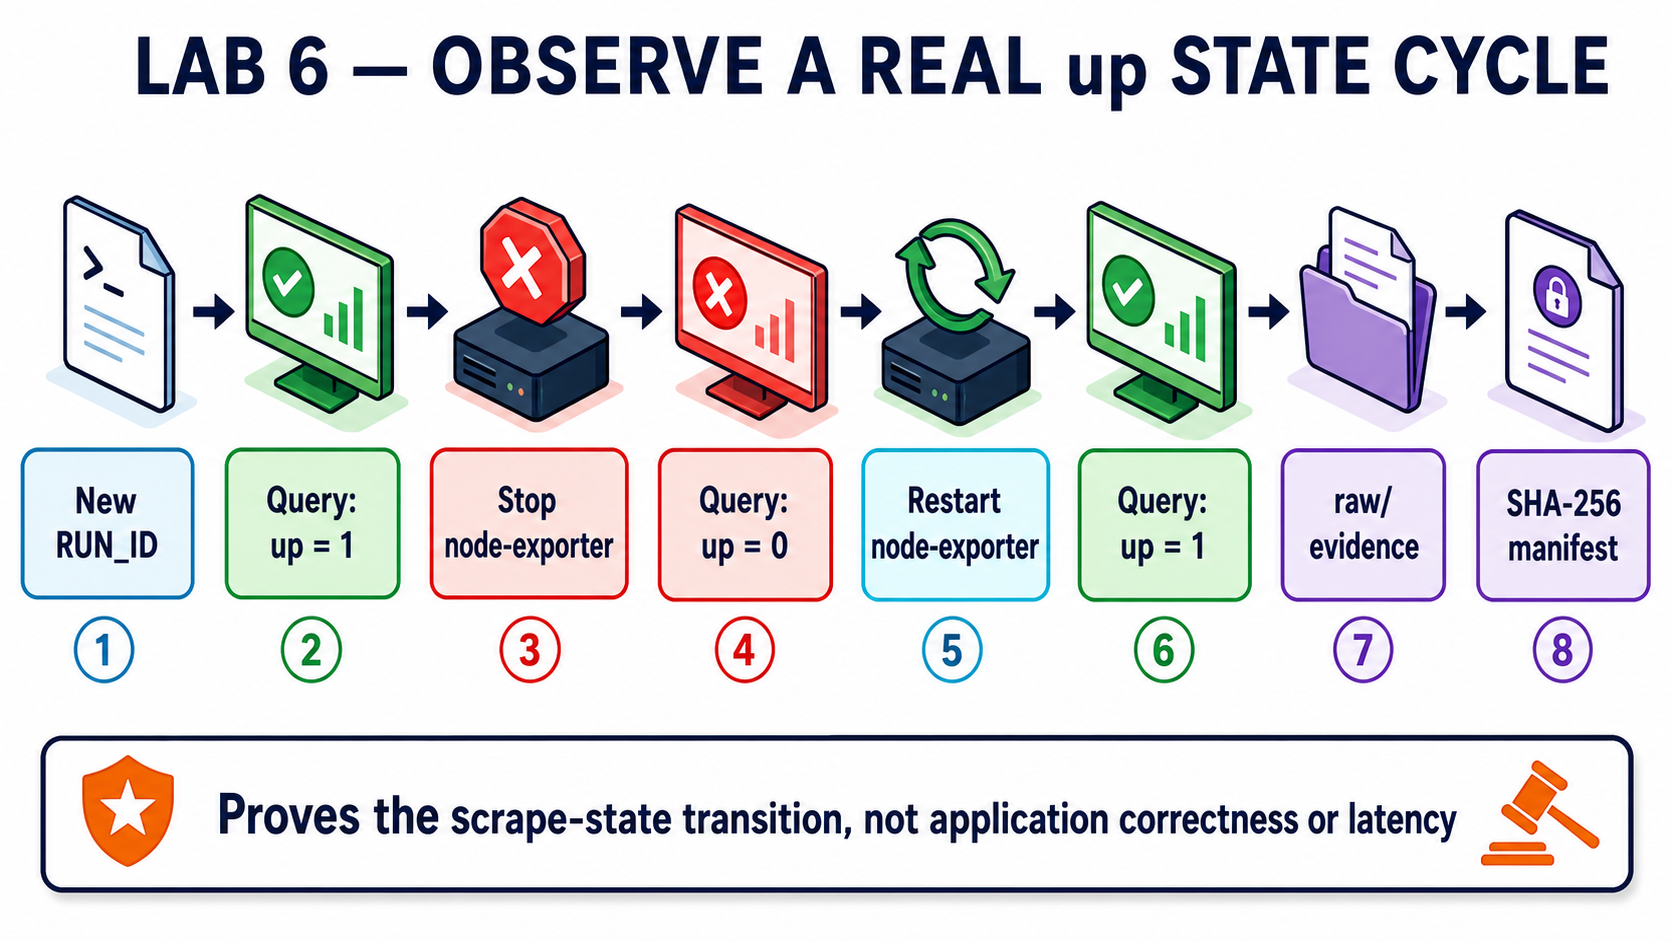 LAB 6 — OBSERVE A REAL up STATE CYCLE
>_
New
RUN_ID
Query:
up = 1
Stop
node-exporter
Query:
up = 0
Restart
node-exporter
Query:
up = 1
raw/
evidence
SHA-256
manifest
1
2
3
4
5
6
7
8
Proves the scrape-state transition, not application correctness or latency